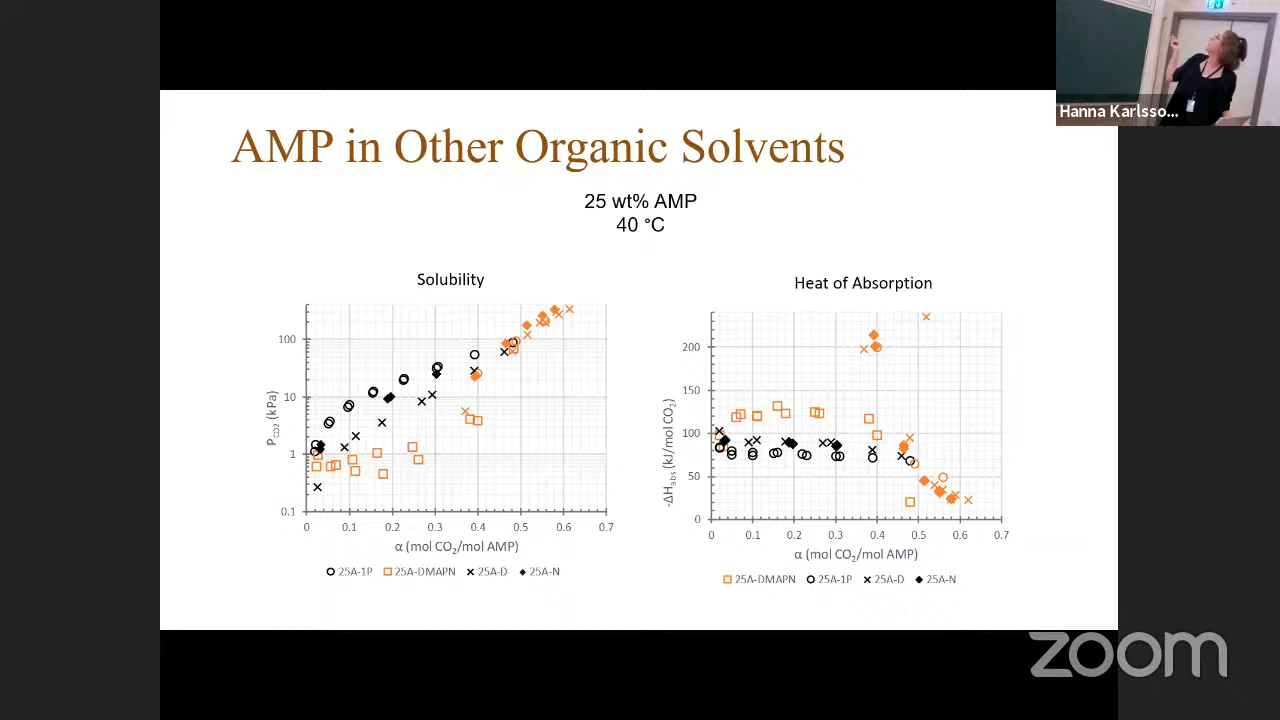 Hanna Karlsso...
AMP in Other Organic Solvents
25 wt% AMP
40 °C
Solubility
P_CO2 (kPa)
100
10
1
0.1
0 0.1 0.2 0.3 0.4 0.5 0.6 0.7
α (mol CO₂/mol AMP)
25A-1P 25A-DMAPN 25A-D 25A-N
Heat of Absorption
-ΔH_abs (kJ/mol CO₂)
200
150
100
50
0
0 0.1 0.2 0.3 0.4 0.5 0.6 0.7
α (mol CO₂/mol AMP)
25A-DMAPN 25A-1P 25A-D 25A-N
zoom